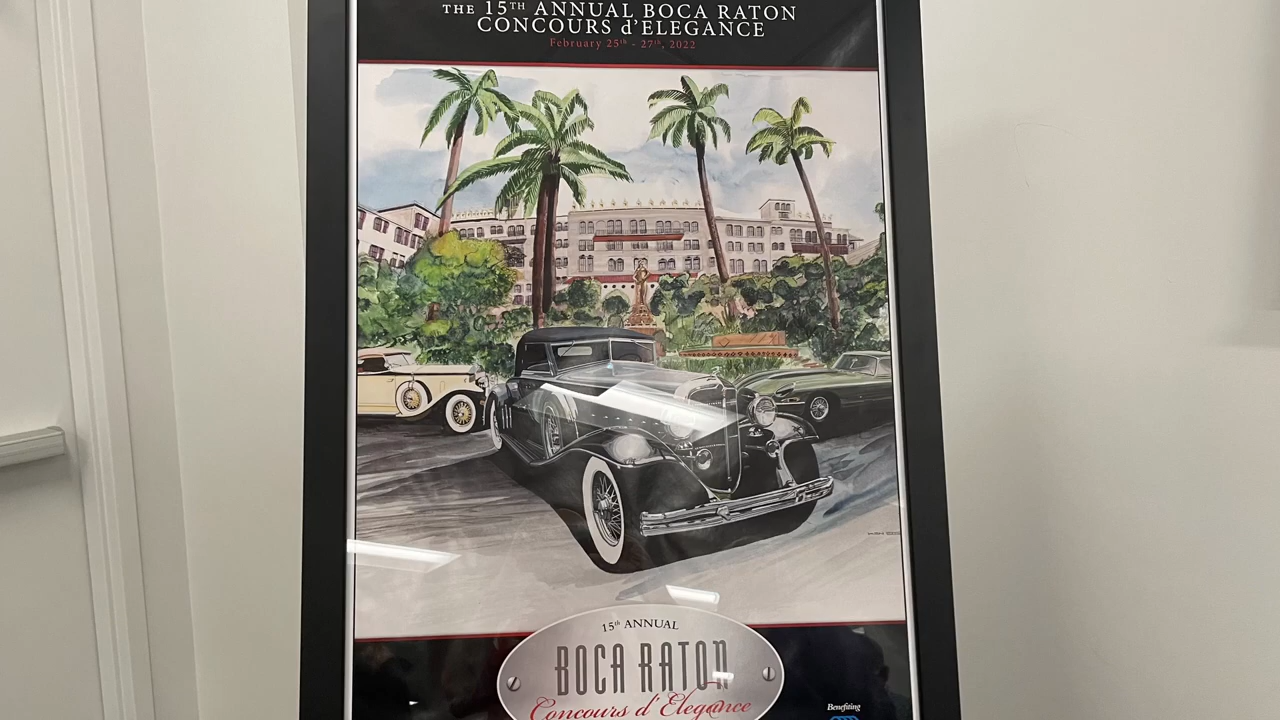 THE 15TH ANNUAL BOCA RATON
CONCOURS d'ELEGANCE
February 25th - 27th, 2022
15th ANNUAL
BOCA RATON
Concours d'Elegance
Benefiting